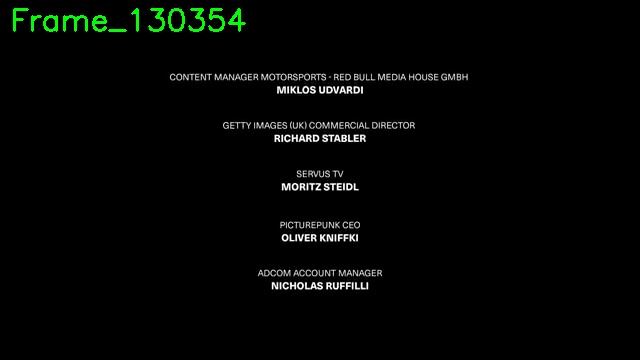 Frame_130354
CONTENT MANAGER MOTORSPORTS - RED BULL MEDIA HOUSE GMBH
MIKLOS UDVARDI
GETTY IMAGES (UK) COMMERCIAL DIRECTOR
RICHARD STABLER
SERVUS TV
MORITZ STEIDL
PICTUREPUNK CEO
OLIVER KNIFFKI
ADCOM ACCOUNT MANAGER
NICHOLAS RUFFILLI